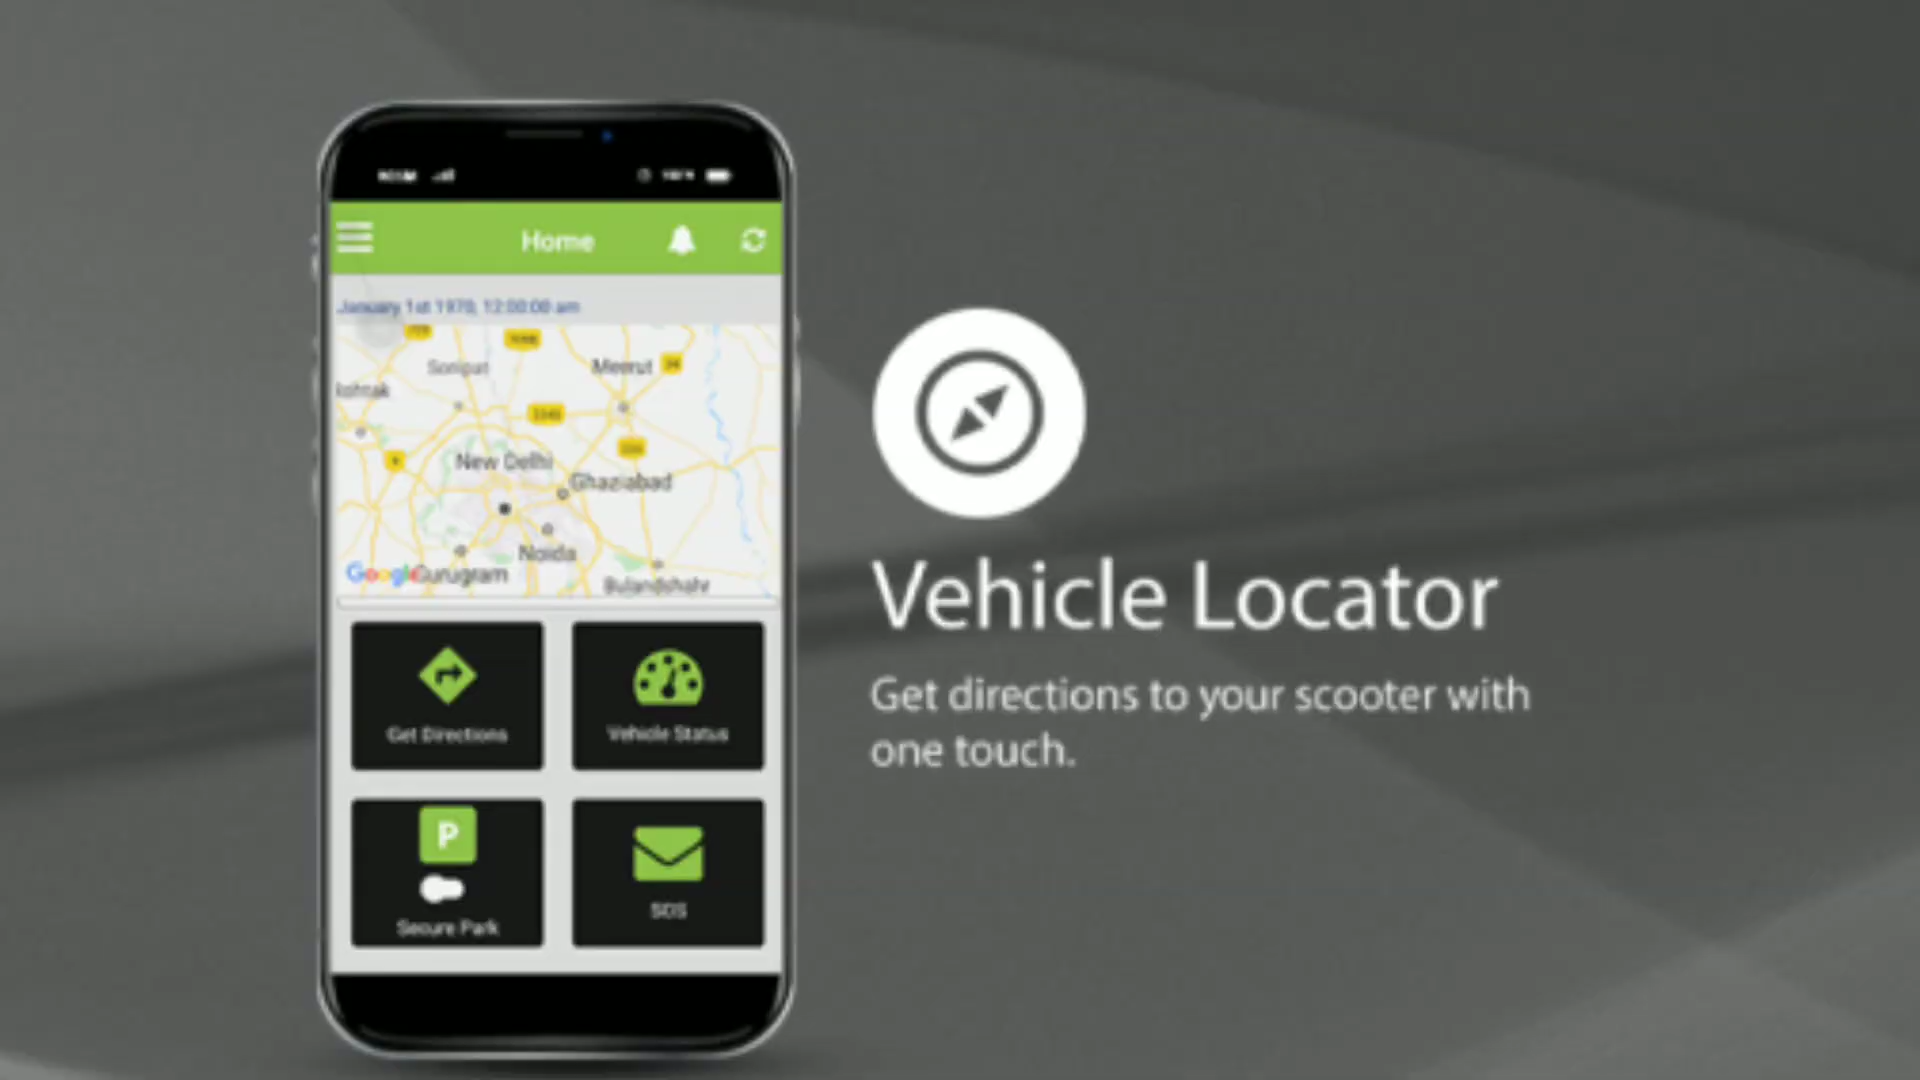 Home
January 1st 1970, 12:00:00 am
Sonipat
Meerut
New Delhi
Ghaziabad
Noida
Google
Gurugram
Bulandshahr
Get Directions
Vehicle Status
P
Secure Park
SOS
Vehicle Locator
Get directions to your scooter with
one touch.